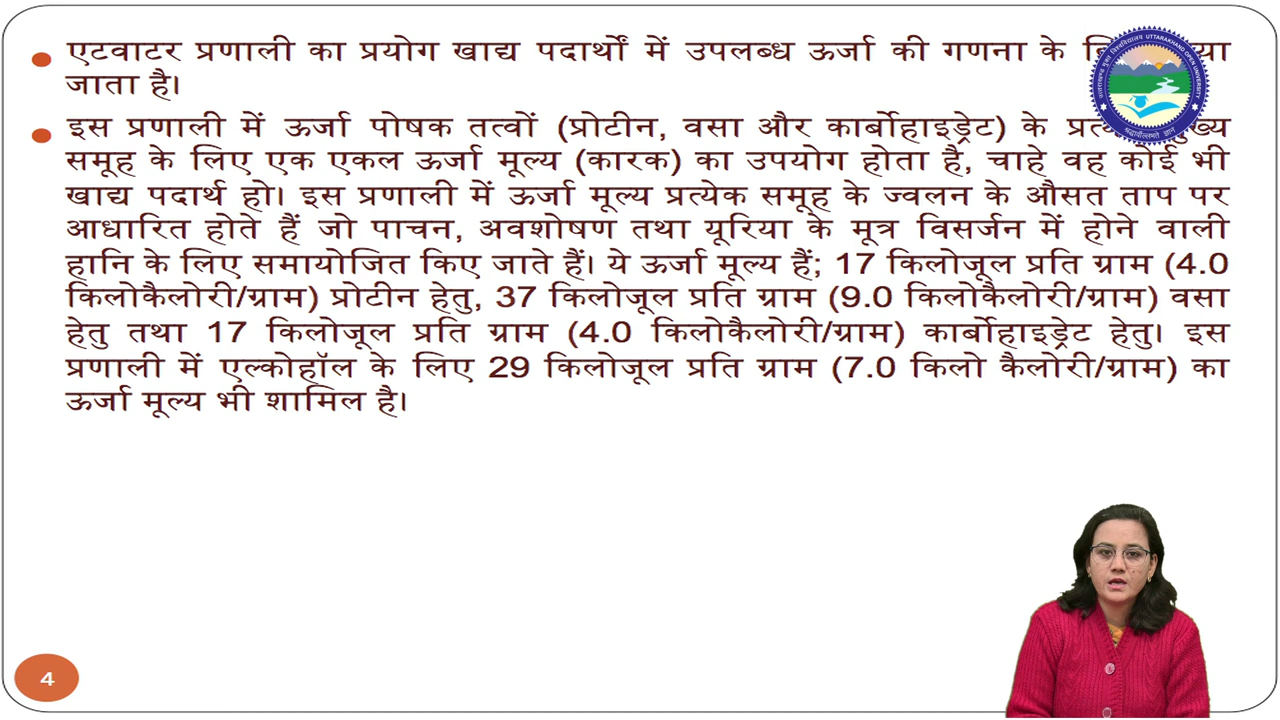 एटवाटर प्रणाली का प्रयोग खाद्य पदार्थों में उपलब्ध ऊर्जा की गणना के
जाता है।
इस प्रणाली में ऊर्जा पोषक तत्वों (प्रोटीन, वसा और कार्बोहाइड्रेट) के
समूह के लिए एक एकल ऊर्जा मूल्य (कारक) का उपयोग होता है, चाहे वह कोई भी
खाद्य पदार्थ हो। इस प्रणाली में ऊर्जा मूल्य प्रत्येक समूह के ज्वलन के औसत ताप पर
आधारित होते हैं जो पाचन, अवशोषण तथा यूरिया के मूत्र विसर्जन में होने वाली
हानि के लिए समायोजित किए जाते हैं। ये ऊर्जा मूल्य हैं; 17 किलोजूल प्रति ग्राम (4.0
किलोकैलोरी/ग्राम) प्रोटीन हेतु, 37 किलोजूल प्रति ग्राम (9.0 किलोकैलोरी/ग्राम) वसा
हेतु तथा 17 किलोजूल प्रति ग्राम (4.0 किलोकैलोरी/ग्राम) कार्बोहाइड्रेट हेतु। इस
प्रणाली में एल्कोहॉल के लिए 29 किलोजूल प्रति ग्राम (7.0 किलो कैलोरी/ग्राम) का
ऊर्जा मूल्य भी शामिल है।
UTTARAKHAND OPEN UNIVERSITY
4